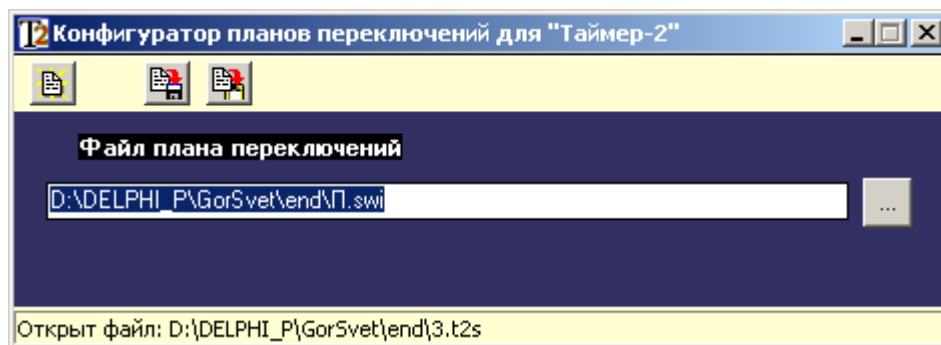 T2 Конфигуратор планов переключений для "Таймер-2"
Файл плана переключений
D:\DELPHI_P\GorSvet\end\П.swi
...
Открыт файл: D:\DELPHI_P\GorSvet\end\3.t2s